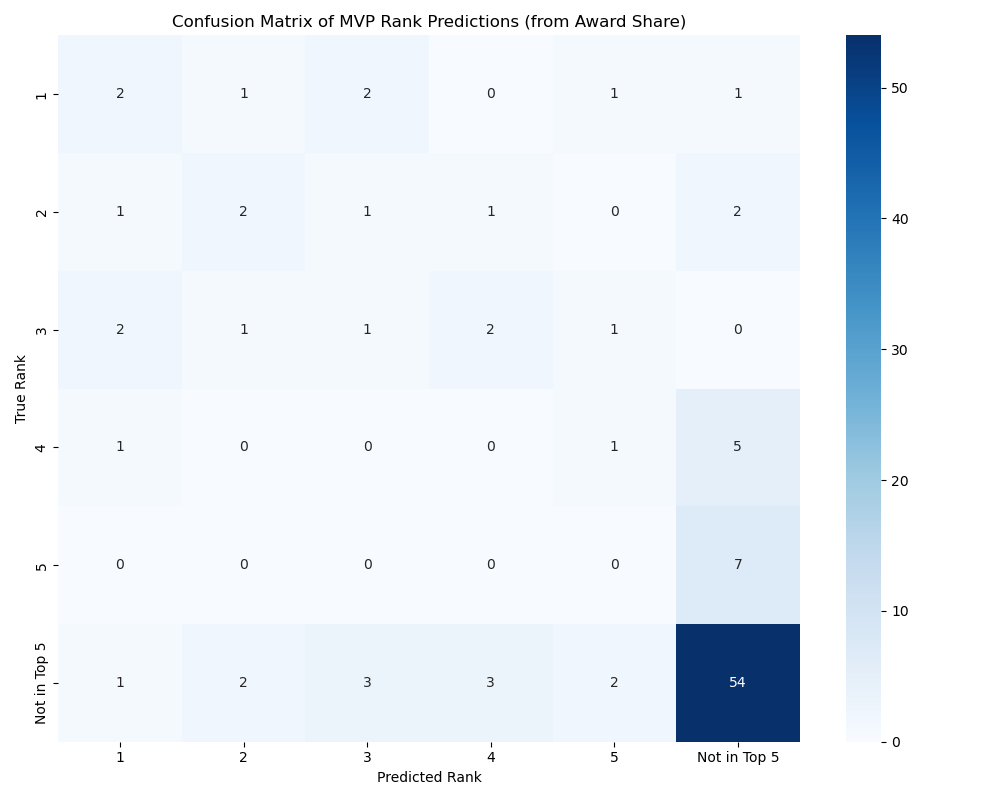 Confusion Matrix of MVP Rank Predictions (from Award Share)
True Rank
1 2 1 2 0 1 1
2 1 2 1 1 0 2
3 2 1 1 2 1 0
4 1 0 0 0 1 5
5 0 0 0 0 0 7
Not in Top 5 1 2 3 3 2 54
1 2 3 4 5 Not in Top 5
Predicted Rank
50
40
30
20
10
0